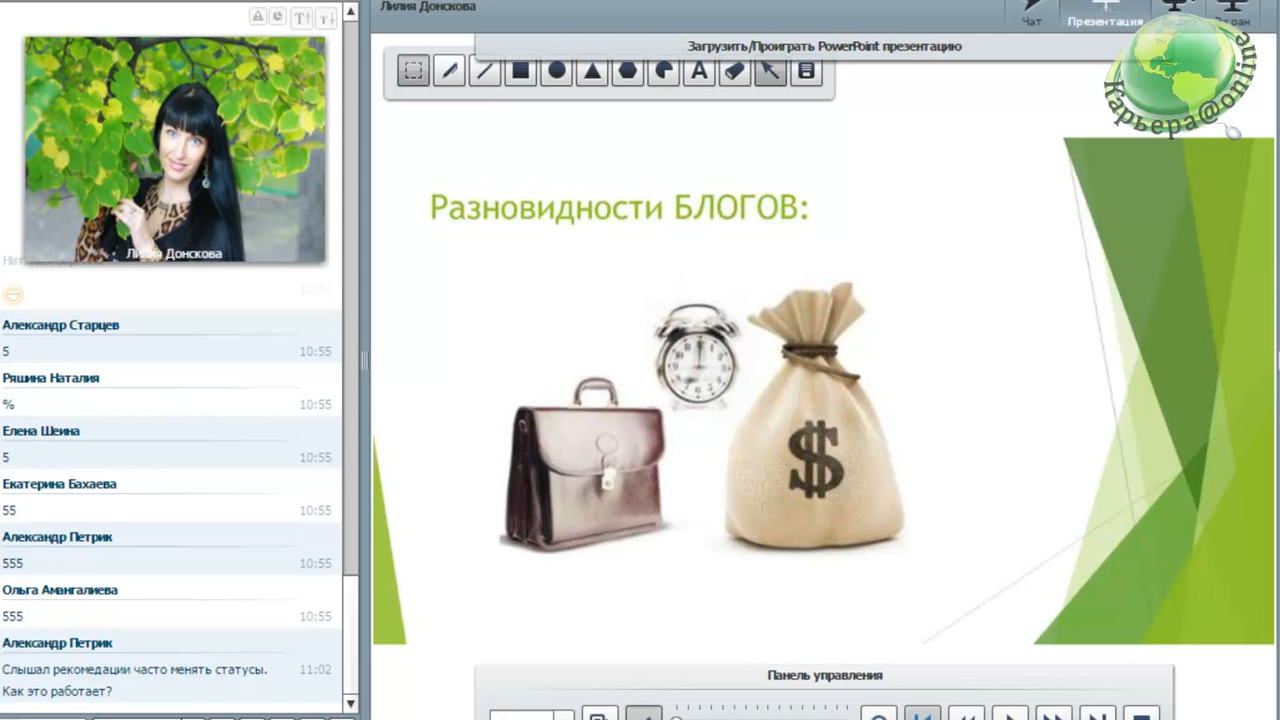 Лилия Донскова
Чат
Презентация
Загрузить/Проиграть PowerPoint презентацию
Карьера@online
T T
A
Лилия Донскова
Разновидности БЛОГОВ:
$
Александр Старцев
5 10:55
Ряшина Наталия
% 10:55
Елена Шеина
5 10:55
Екатерина Бахаева
55 10:55
Александр Петрик
555 10:55
Ольга Амангалиева
555 10:55
Александр Петрик
Слышал рекомедации часто менять статусы. 11:02
Как это работает?
Панель управления